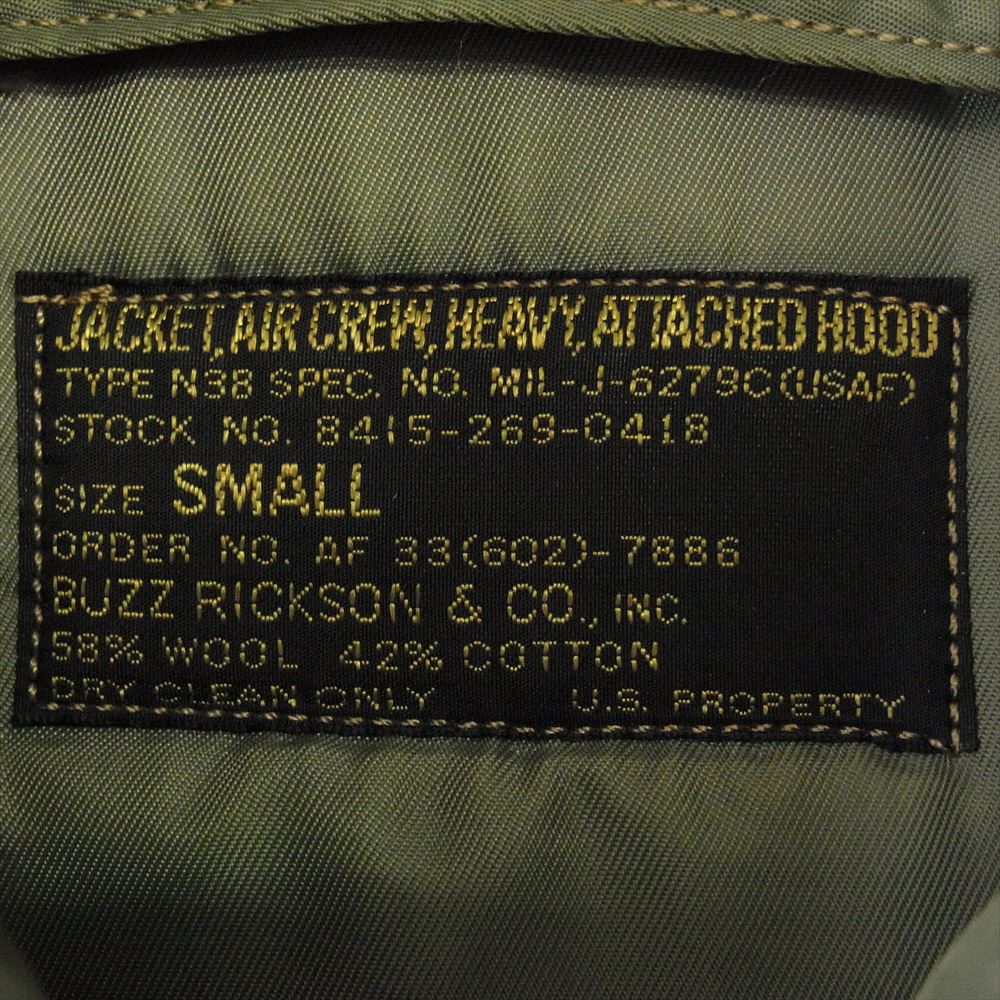 JACKET, AIR CREW, HEAVY, ATTACHED HOOD
TYPE N3B SPEC. NO. MIL-J-6279C(USAF)
STOCK NO. 8415-269-0418
SIZE SMALL
ORDER NO. AF 33(602)-7886
BUZZ RICKSON & CO., INC.
58% WOOL 42% COTTON
DRY CLEAN ONLY U.S. PROPERTY